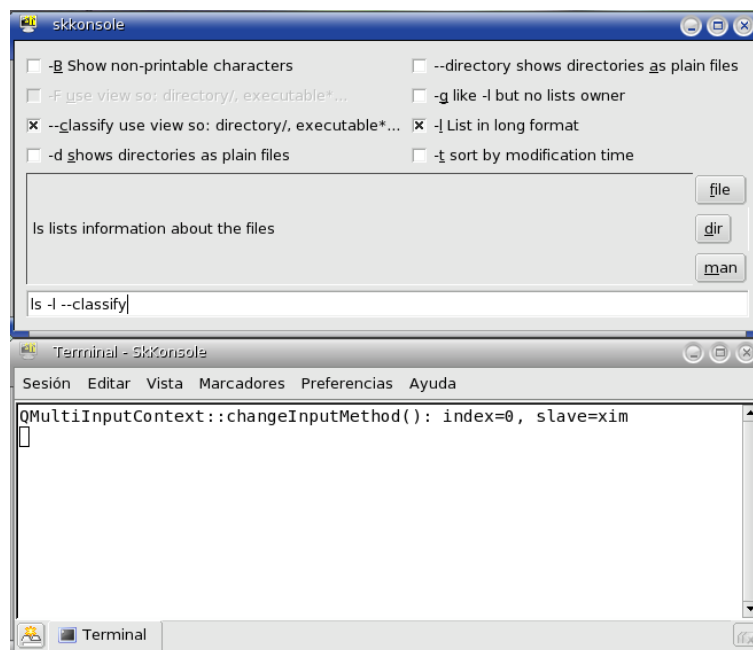 skkonsole
-B Show non-printable characters
--directory shows directories as plain files
-F use view so: directory/, executable*...
-g like -l but no lists owner
--classify use view so: directory/, executable*...
-l List in long format
-d shows directories as plain files
-t sort by modification time
file
ls lists information about the files
dir
man
ls -l --classify
Terminal - SkKonsole
Sesión Editar Vista Marcadores Preferencias Ayuda
QMultiInputContext::changeInputMethod(): index=0, slave=xim
Terminal